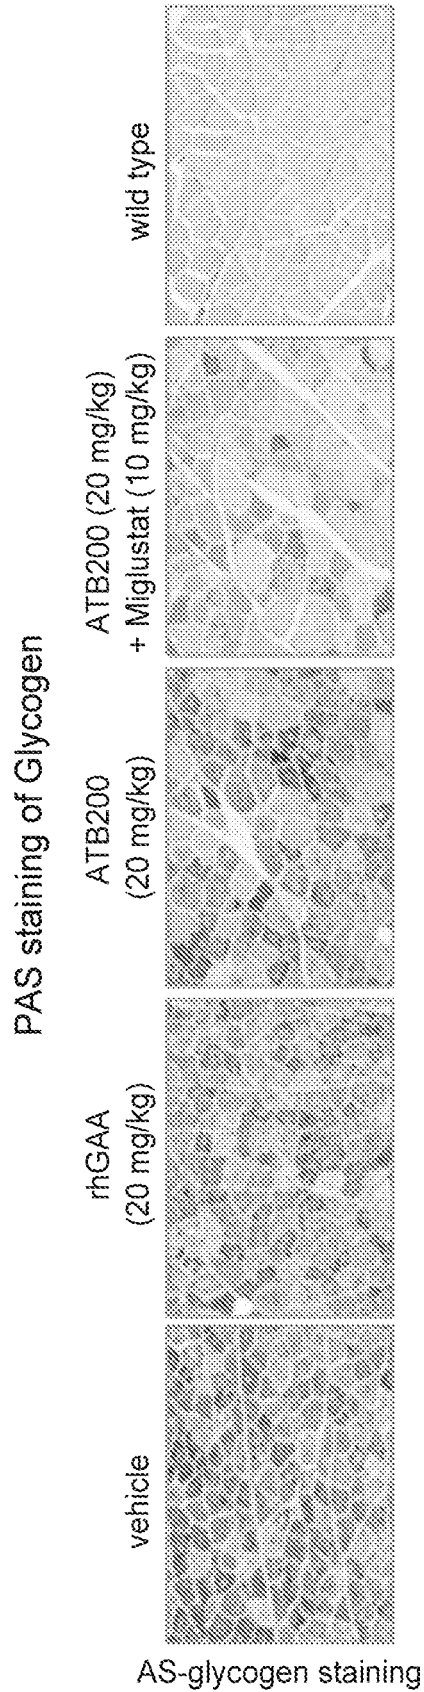 PAS staining of Glycogen
vehicle
rhGAA
(20 mg/kg)
ATB200
(20 mg/kg)
ATB200 (20 mg/kg)
+ Miglustat (10 mg/kg)
wild type
AS-glycogen staining